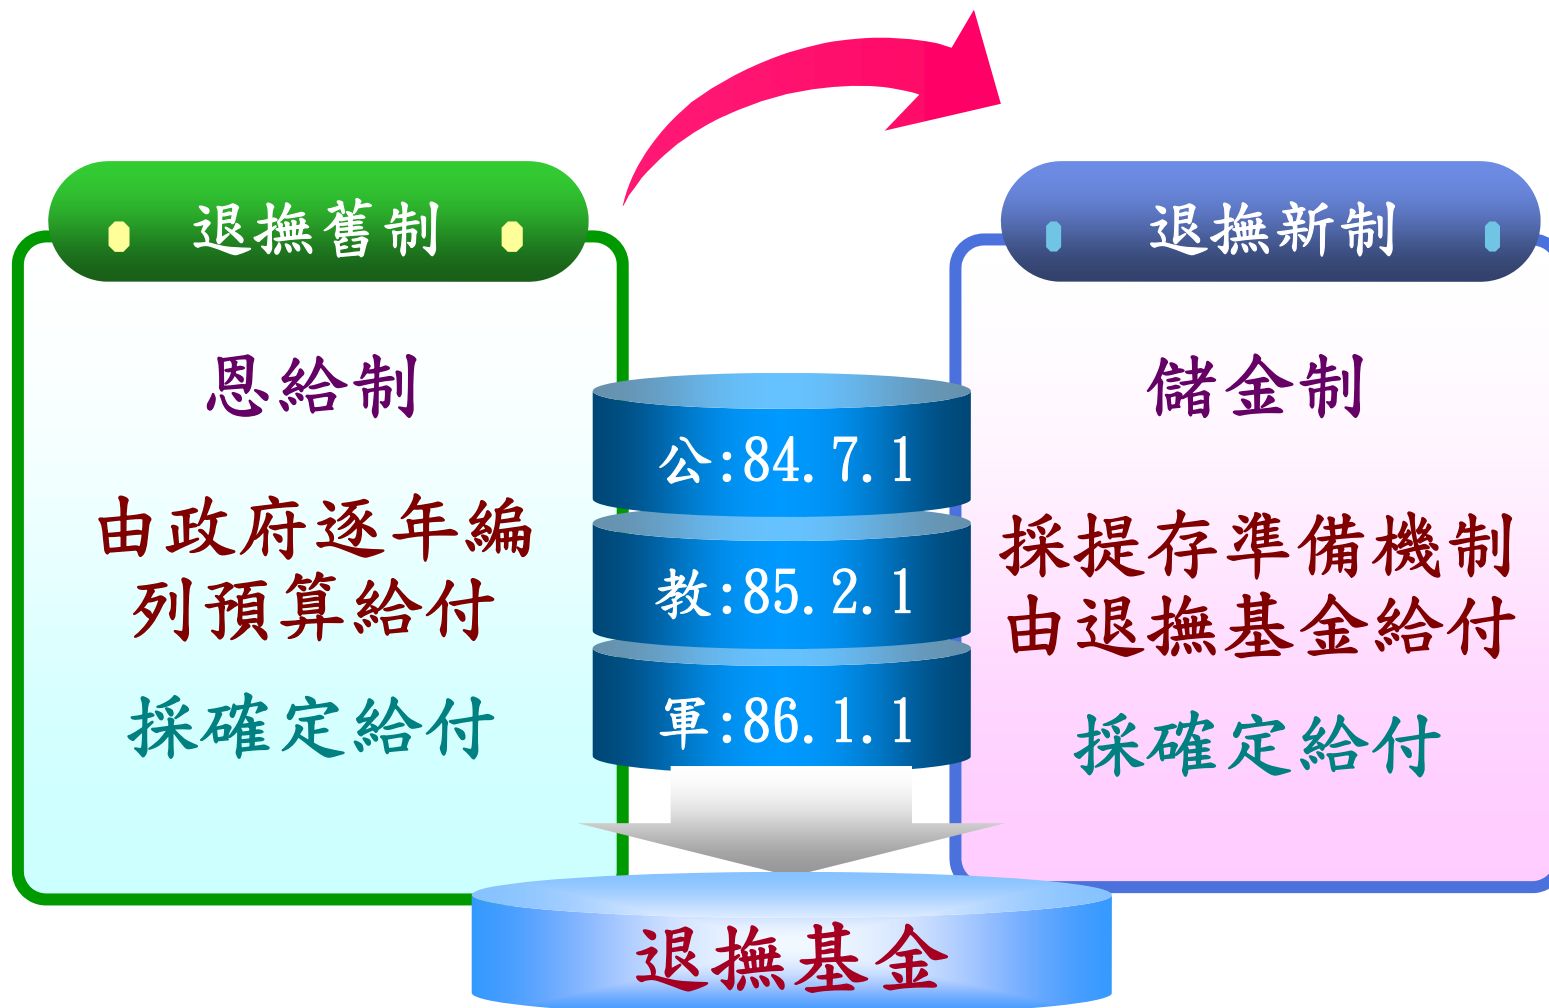 退撫舊制
恩給制
由政府逐年編
列預算給付
採確定給付
公:84.7.1
教:85.2.1
軍:86.1.1
退撫新制
儲金制
採提存準備機制
由退撫基金給付
採確定給付
退撫基金